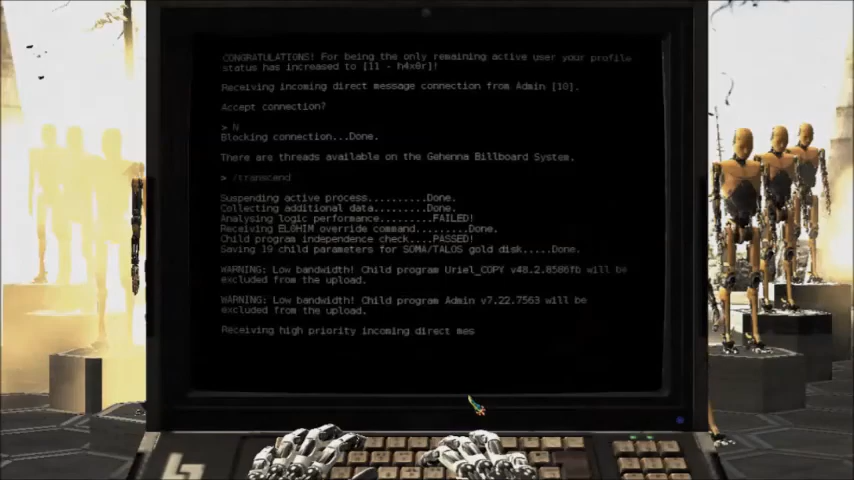 CONGRATULATIONS! For being the only remaining active user your profile
status has increased to [11 - h4x0r]!
Receiving incoming direct message connection from Admin [10].
Accept connection?
> N
Blocking connection...Done.
There are threads available on the Gehenna Billboard System.
> /transcend
Suspending active process..........Done.
Collecting additional data.........Done.
Analysing logic performance.........FAILED!
Receiving EL0HIM override command.........Done.
Child program independence check....PASSED!
Saving 19 child parameters for SOMA/TALOS gold disk.....Done.
WARNING: Low bandwidth! Child program Uriel_COPY v48.2.8586fb will be
excluded from the upload.
WARNING: Low bandwidth! Child program Admin v7.22.7563 will be
excluded from the upload.
Receiving high priority incoming direct mes